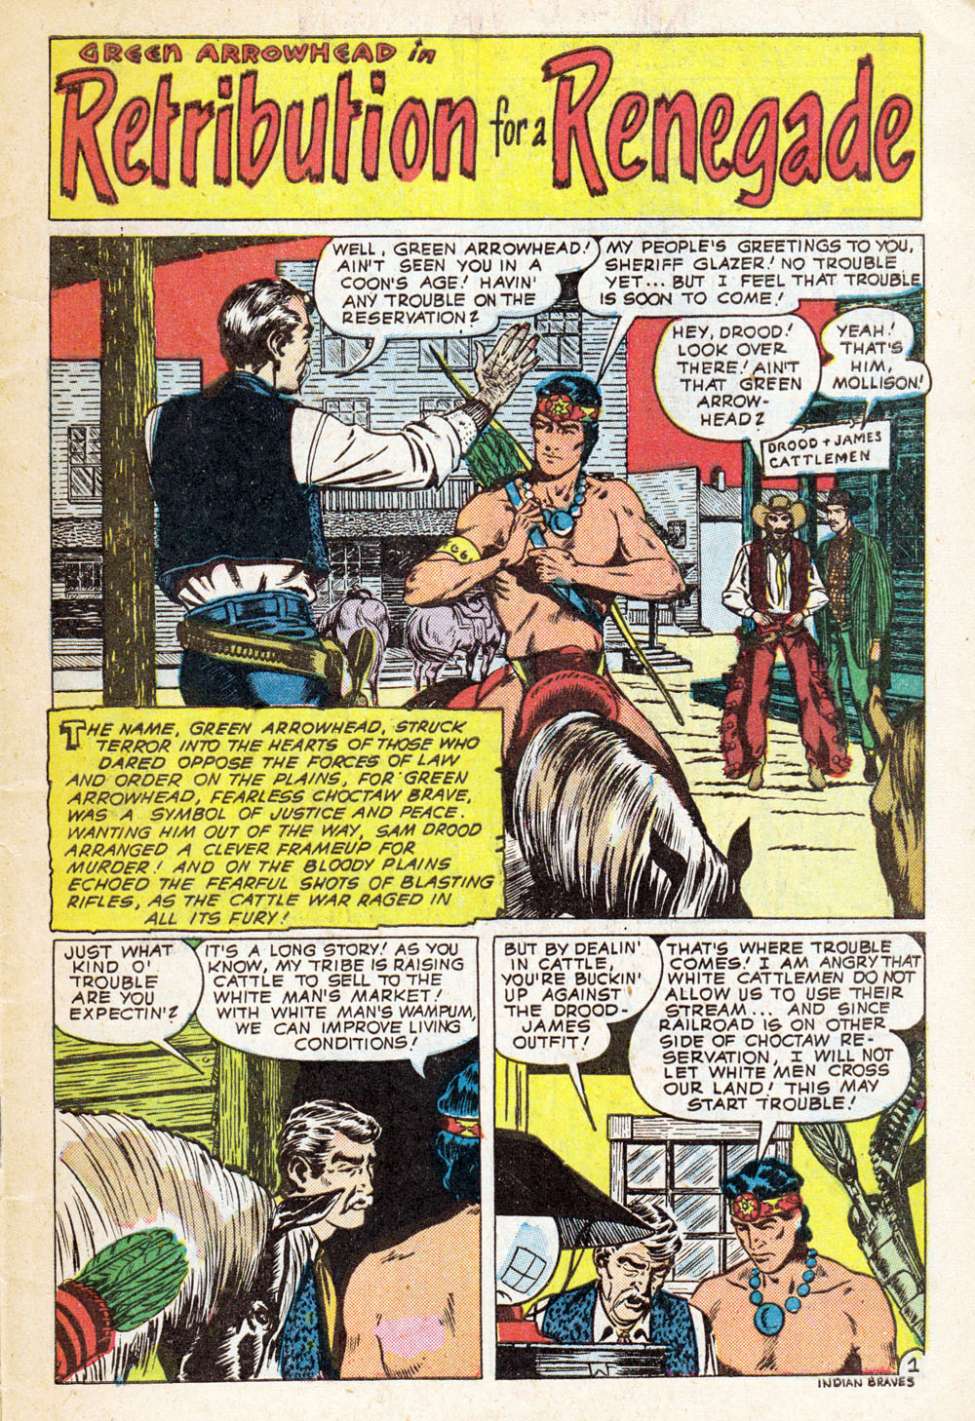 GREEN ARROWHEAD in
Retribution for a Renegade
WELL, GREEN ARROWHEAD!
AIN'T SEEN YOU IN A
COON'S AGE! HAVIN'
ANY TROUBLE ON THE
RESERVATION?
MY PEOPLE'S GREETINGS TO YOU,
SHERIFF GLAZER! NO TROUBLE
YET... BUT I FEEL THAT TROUBLE
IS SOON TO COME!
HEY, DROOD!
LOOK OVER
THERE! AIN'T
THAT GREEN
ARROW-
HEAD?
YEAH!
THAT'S
HIM,
MOLLISON!
DROOD + JAMES
CATTLEMEN
THE NAME, GREEN ARROWHEAD, STRUCK
TERROR INTO THE HEARTS OF THOSE WHO
DARED OPPOSE THE FORCES OF LAW
AND ORDER ON THE PLAINS, FOR GREEN
ARROWHEAD, FEARLESS CHOCTAW BRAVE,
WAS A SYMBOL OF JUSTICE AND PEACE.
WANTING HIM OUT OF THE WAY, SAM DROOD
ARRANGED A CLEVER FRAMEUP FOR
MURDER! AND ON THE BLOODY PLAINS
ECHOED THE FEARFUL SHOTS OF BLASTING
RIFLES, AS THE CATTLE WAR RAGED IN
ALL ITS FURY!
JUST WHAT
KIND O'
TROUBLE
ARE YOU
EXPECTIN'?
IT'S A LONG STORY! AS YOU
KNOW, MY TRIBE IS RAISING
CATTLE TO SELL TO THE
WHITE MAN'S MARKET!
WITH WHITE MAN'S WAMPUM,
WE CAN IMPROVE LIVING
CONDITIONS!
BUT BY DEALIN'
IN CATTLE,
YOU'RE BUCKIN'
UP AGAINST
THE DROOD-
JAMES
OUTFIT!
THAT'S WHERE TROUBLE
COMES! I AM ANGRY THAT
WHITE CATTLEMEN DO NOT
ALLOW US TO USE THEIR
STREAM... AND SINCE
RAILROAD IS ON OTHER
SIDE OF CHOCTAW RE-
SERVATION, I WILL NOT
LET WHITE MEN CROSS
OUR LAND! THIS MAY
START TROUBLE!
1
INDIAN BRAVES